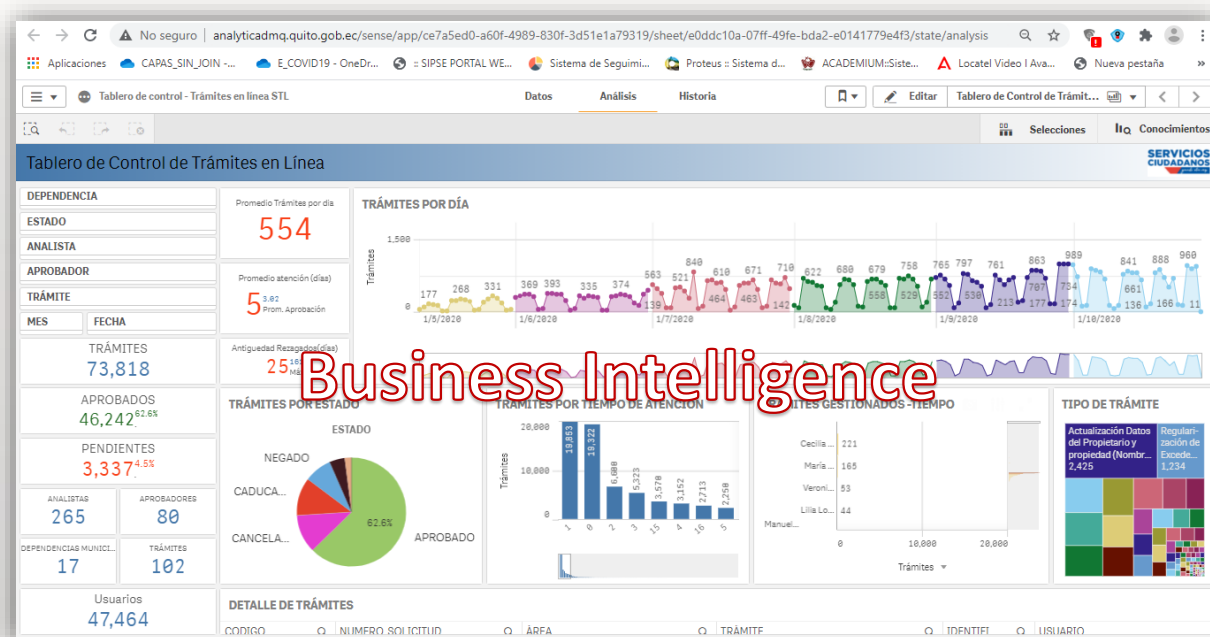 No seguro | analyticadmq.quito.gob.ec/sense/app/ce7a5ed0-a60f-4989-830f-3d51e1a79319/sheet/e0ddc10a-07ff-49fe-bda2-e0141779e4f3/state/analysis
Aplicaciones CAPAS_SIN_JOIN -... E_COVID19 - OneDr... :: SIPSE PORTAL WE... Sistema de Seguimi... Proteus :: Sistema d... ACADEMIUM::Siste... Locatel Video I Ava... Nueva pestaña »
Tablero de control - Trámites en línea STL Datos Análisis Historia Editar Tablero de Control de Trámit...
Selecciones Conocimientos
Tablero de Control de Trámites en Línea
SERVICIOS
CIUDADANOS
DEPENDENCIA
ESTADO
ANALISTA
APROBADOR
TRÁMITE
MES FECHA
TRÁMITES
73,818
APROBADOS
46,242 62.6%
PENDIENTES
3,337 4.5%
ANALISTAS APROBADORES
265 80
DEPENDENCIAS MUNICI... TRÁMITES
17 102
Usuarios
47,464
Promedio Trámites por día
554
Promedio atención (días)
5 3.02
Prom. Aprobación
Antiguedad Rezagados(días)
25
TRÁMITES POR DÍA
Trámites
1,500
0
177 268 331 369 393 335 374 563 521 840 610 671 710 622 680 679 758 765 797 761 863 989 841 888 960
139 464 463 142 558 529 552 530 213 707 177 734 174 661 136 166 11
1/5/2020 1/6/2020 1/7/2020 1/8/2020 1/9/2020 1/10/2020
Business Intelligence
TRÁMITES POR ESTADO
ESTADO
NEGADO
CADUCA...
CANCELA...
62.6%
APROBADO
TRÁMITES POR TIEMPO DE ATENCIÓN
Trámites
20,000
10,000
0
19,853 19,322 6,600 5,323 3,570 3,152 2,713 2,250
1 0 2 3 15 4 16 5
TRÁMITES GESTIONADOS -TIEMPO
Cecilia ... 221
María ... 165
Veroni... 53
Lilia Lo... 44
Manuel...
0 10,000 20,000
Trámites
TIPO DE TRÁMITE
Actualización Datos
del Propietario y
propiedad (Nombr...
2,425
Regulari-
zación de
Excede...
1,234
DETALLE DE TRÁMITES
CODIGO NUMERO SOLICITUD ÁREA TRÁMITE IDENTIFI USUARIO